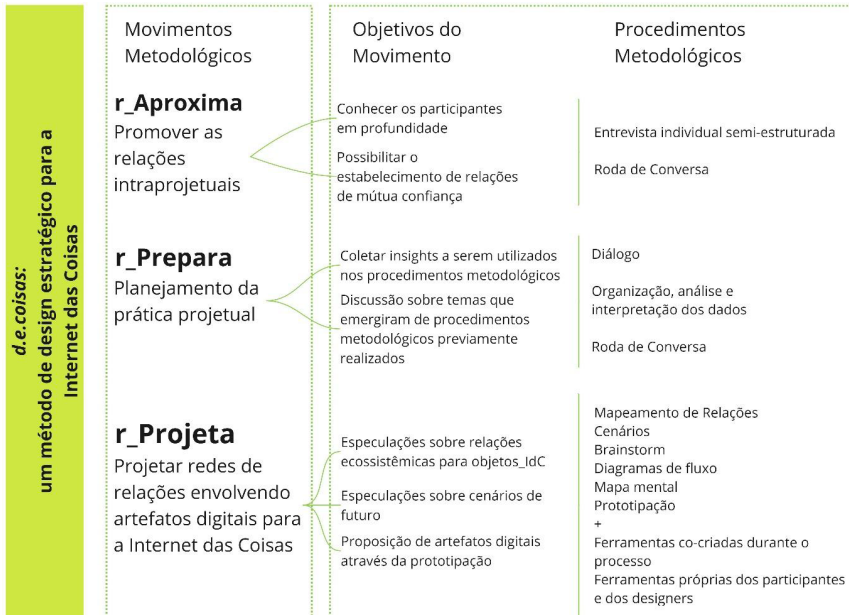 d.e.coisas:
um método de design estratégico para a
Internet das Coisas
Movimentos
Metodológicos
Objetivos do
Movimento
Procedimentos
Metodológicos
r_Aproxima
Promover as
relações
intraprojetuais
Conhecer os participantes
em profundidade
Possibilitar o
estabelecimento de relações
de mútua confiança
Entrevista individual semi-estruturada
Roda de Conversa
r_Prepara
Planejamento da
prática projetual
Coletar insights a serem utilizados
nos procedimentos metodológicos
Discussão sobre temas que
emergiram de procedimentos
metodológicos previamente
realizados
Diálogo
Organização, análise e
interpretação dos dados
Roda de Conversa
r_Projeta
Projetar redes de
relações envolvendo
artefatos digitais para
a Internet das Coisas
Especulações sobre relações
ecossistêmicas para objetos_IdC
Especulações sobre cenários de
futuro
Proposição de artefatos digitais
através da prototipação
Mapeamento de Relações
Cenários
Brainstorm
Diagramas de fluxo
Mapa mental
Prototipação
+
Ferramentas co-criadas durante o
processo
Ferramentas próprias dos participantes
e dos designers